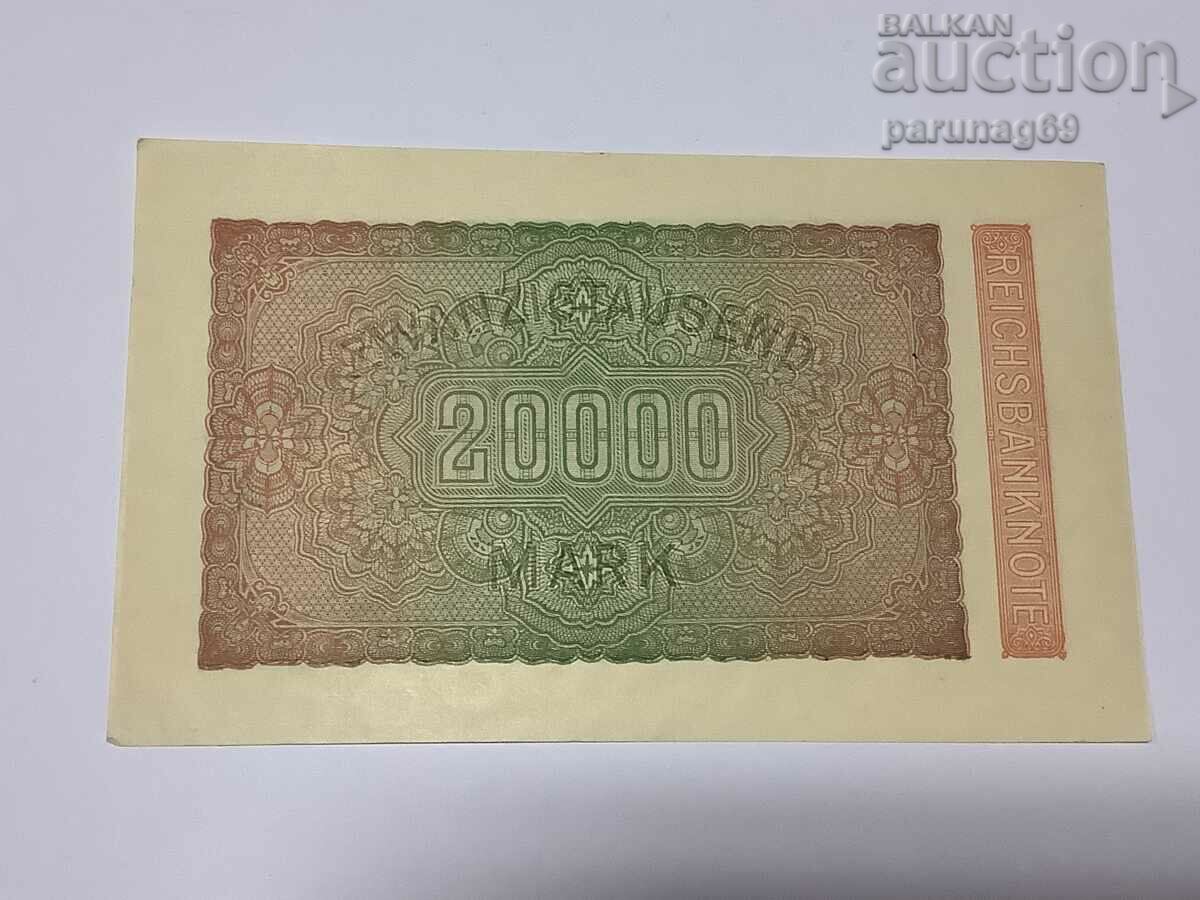 BALKAN
auction
parunag69
ZWANZIGTAUSEND
20000
MARK
REICHSBANKNOTE